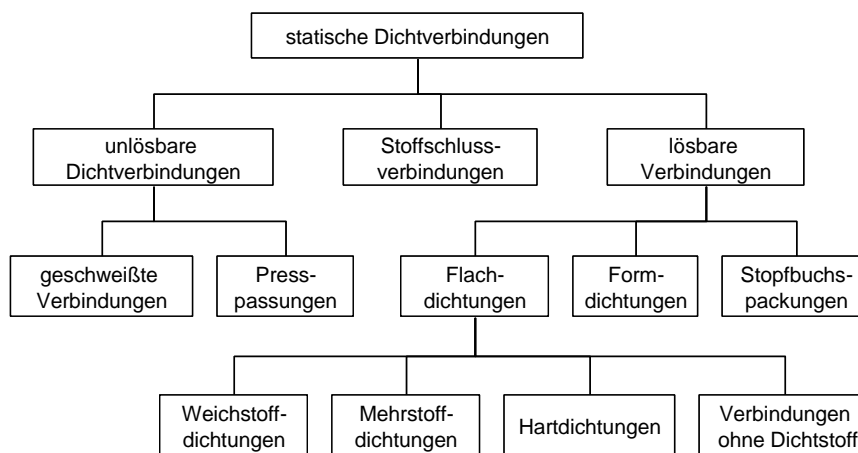 statische Dichtverbindungen
unlösbare
Dichtverbindungen
Stoffschluss-
verbindungen
lösbare
Verbindungen
geschweißte
Verbindungen
Press-
passungen
Flach-
dichtungen
Form-
dichtungen
Stopfbuchs-
packungen
Weichstoff-
dichtungen
Mehrstoff-
dichtungen
Hartdichtungen
Verbindungen
ohne Dichtstoff